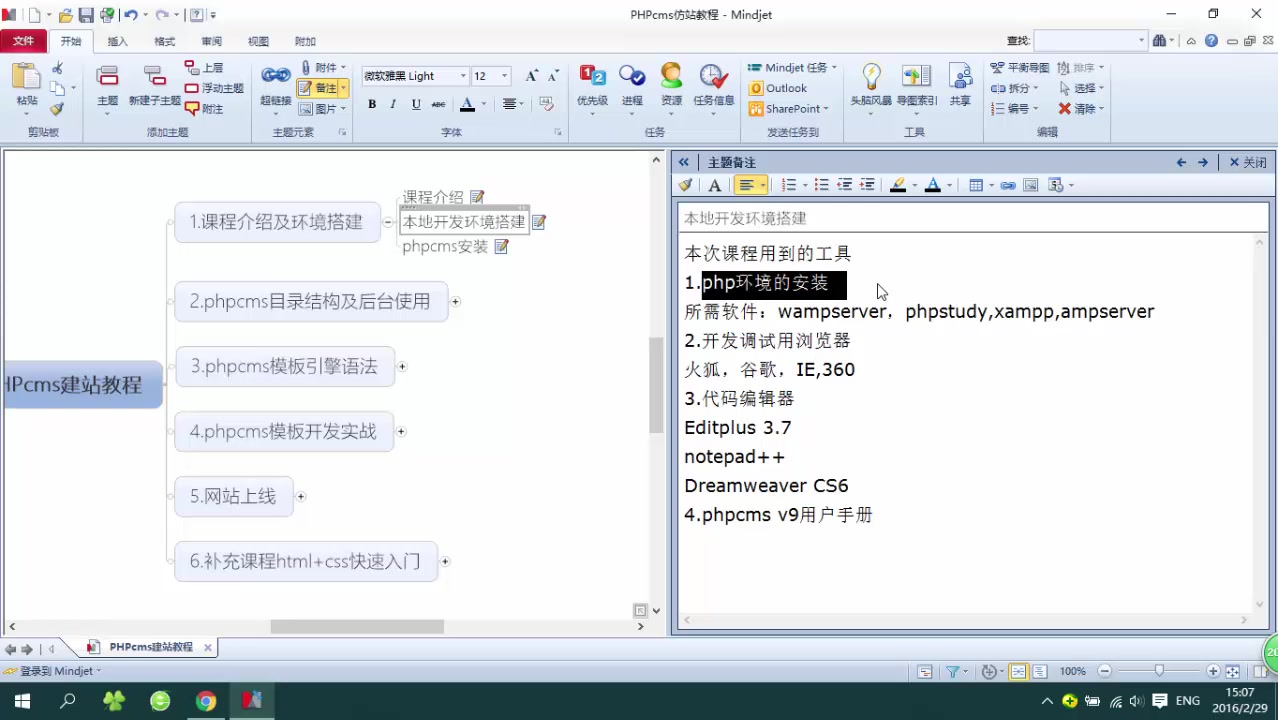 PHPcms仿站教程 - Mindjet
文件 开始 插入 格式 审阅 视图 附加 查找:
粘贴 主题 新建子主题 上层 浮动主题 附注 超链接 附件 备注 图片 微软雅黑 Light 12 优先级 进程 资源 任务信息 Mindjet 任务 Outlook SharePoint 头脑风暴 导图索引 共享 平衡导图 排序 拆分 选择 编号 清除
B I U ABC A
剪贴板 添加主题 主题元素 字体 任务 发送任务到 工具 编辑
主题备注 关闭
课程介绍
1.课程介绍及环境搭建
本地开发环境搭建
phpcms安装
2.phpcms目录结构及后台使用
3.phpcms模板引擎语法
HPcms建站教程
4.phpcms模板开发实战
5.网站上线
6.补充课程html+css快速入门
本地开发环境搭建
本次课程用到的工具
1.php环境的安装
所需软件：wampserver，phpstudy,xampp,ampserver
2.开发调试用浏览器
火狐，谷歌，IE,360
3.代码编辑器
Editplus 3.7
notepad++
Dreamweaver CS6
4.phpcms v9用户手册
PHPcms建站教程
登录到 Mindjet 100%
20
ENG 15:07
2016/2/29